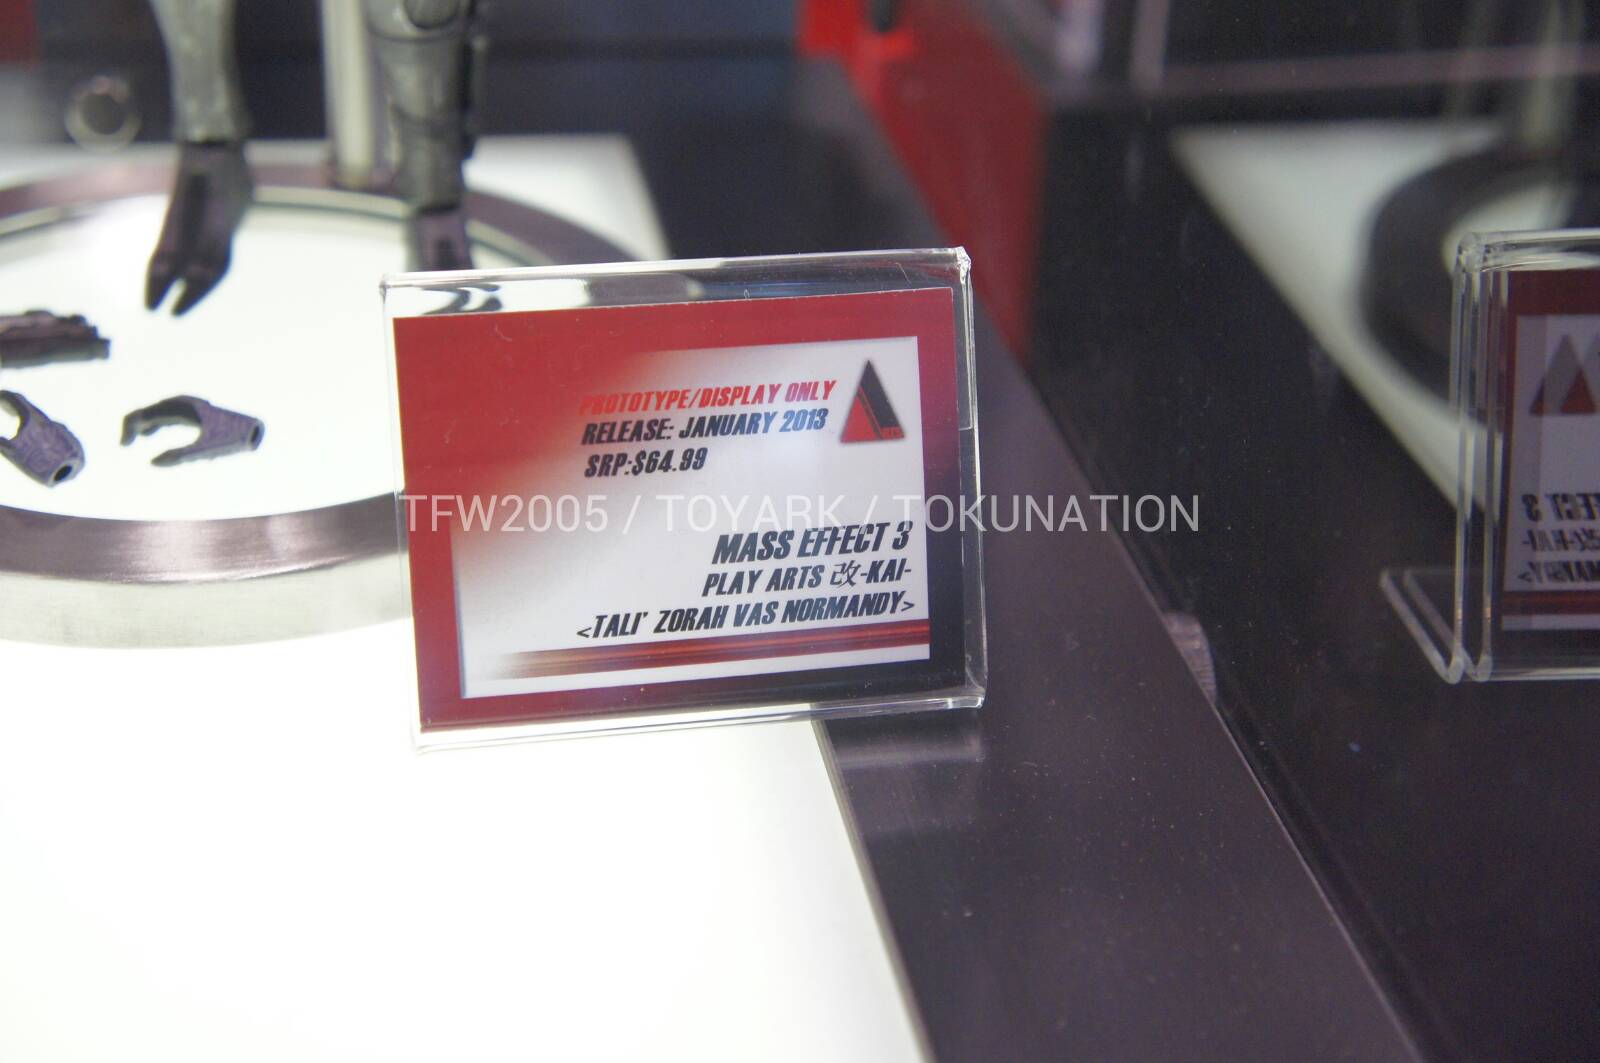 PROTOTYPE/DISPLAY ONLY
RELEASE: JANUARY 2013
SRP:$64.99
TFW2005 / TOYARK / TOKUNATION
MASS EFFECT 3
PLAY ARTS 改-KAI-
<TALI' ZORAH VAS NORMANDY>